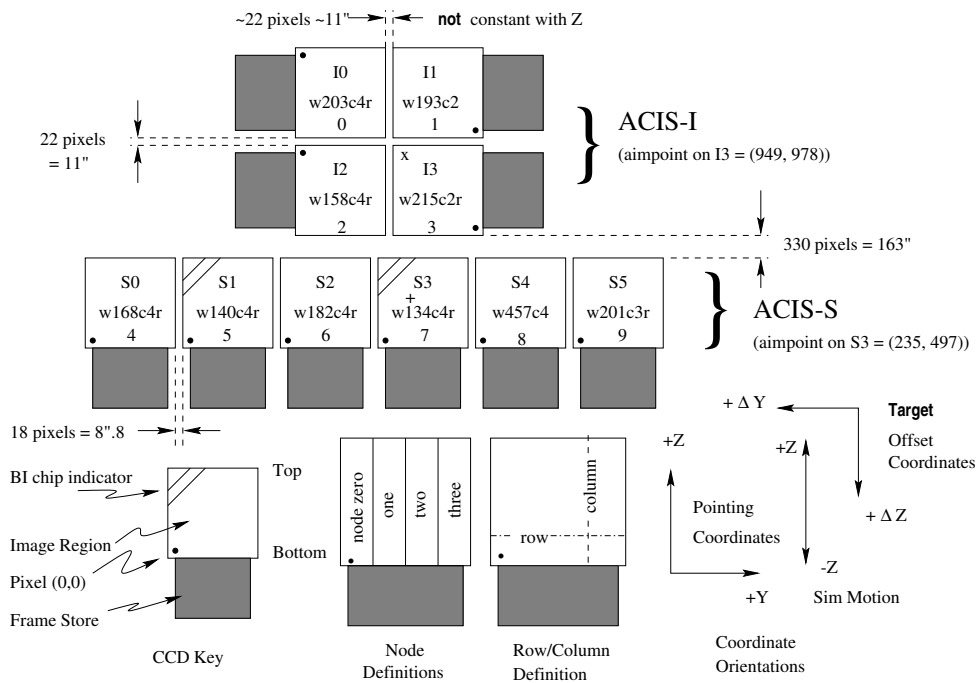 ~22 pixels ~11"
not constant with Z
I0
w203c4r
0
I1
w193c2
1
ACIS-I
(aimpoint on I3 = (949, 978))
22 pixels
= 11"
I2
w158c4r
2
x
I3
w215c2r
3
330 pixels = 163"
S0
w168c4r
4
S1
w140c4r
5
S2
w182c4r
6
S3
+
w134c4r
7
S4
w457c4
8
S5
w201c3r
9
ACIS-S
(aimpoint on S3 = (235, 497))
18 pixels = 8".8
BI chip indicator
Image Region
Pixel (0,0)
Frame Store
Top
Bottom
CCD Key
node zero
one
two
three
Node
Definitions
row
column
Row/Column
Definition
+Z
Pointing
Coordinates
+Y
+Z
-Z
Sim Motion
+ Δ Y
Target
Offset
Coordinates
+ Δ Z
Coordinate
Orientations